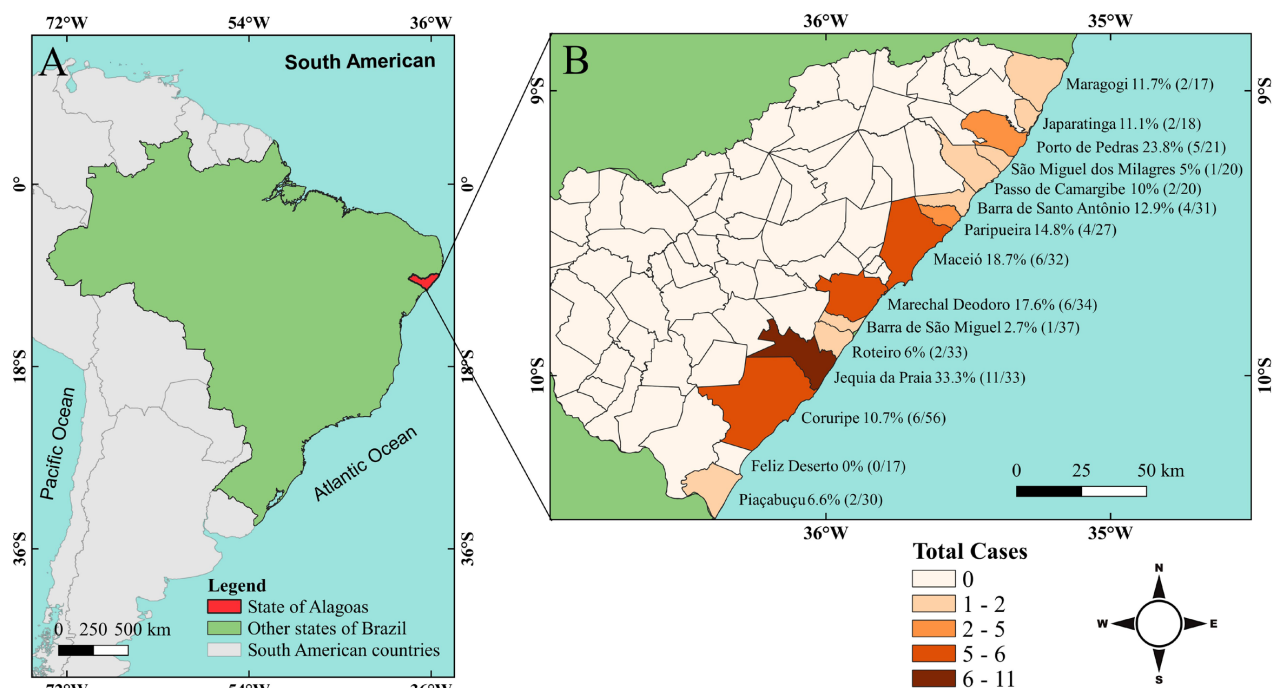 72°W 54°W 36°W
A
South American
0°
18°S
36°S
0°
18°S
36°S
Pacific Ocean
Atlantic Ocean
Legend
State of Alagoas
Other states of Brazil
South American countries
0 250 500 km
72°W 54°W 36°W
36°W 35°W
B
9°S
10°S
9°S
10°S
Maragogi 11.7% (2/17)
Japaratinga 11.1% (2/18)
Porto de Pedras 23.8% (5/21)
São Miguel dos Milagres 5% (1/20)
Passo de Camargibe 10% (2/20)
Barra de Santo Antônio 12.9% (4/31)
Paripueira 14.8% (4/27)
Maceió 18.7% (6/32)
Marechal Deodoro 17.6% (6/34)
Barra de São Miguel 2.7% (1/37)
Roteiro 6% (2/33)
Jequia da Praia 33.3% (11/33)
Coruripe 10.7% (6/56)
Feliz Deserto 0% (0/17)
Piaçabuçu 6.6% (2/30)
0 25 50 km
36°W 35°W
Total Cases
0
1 - 2
2 - 5
5 - 6
6 - 11
N
W E
S